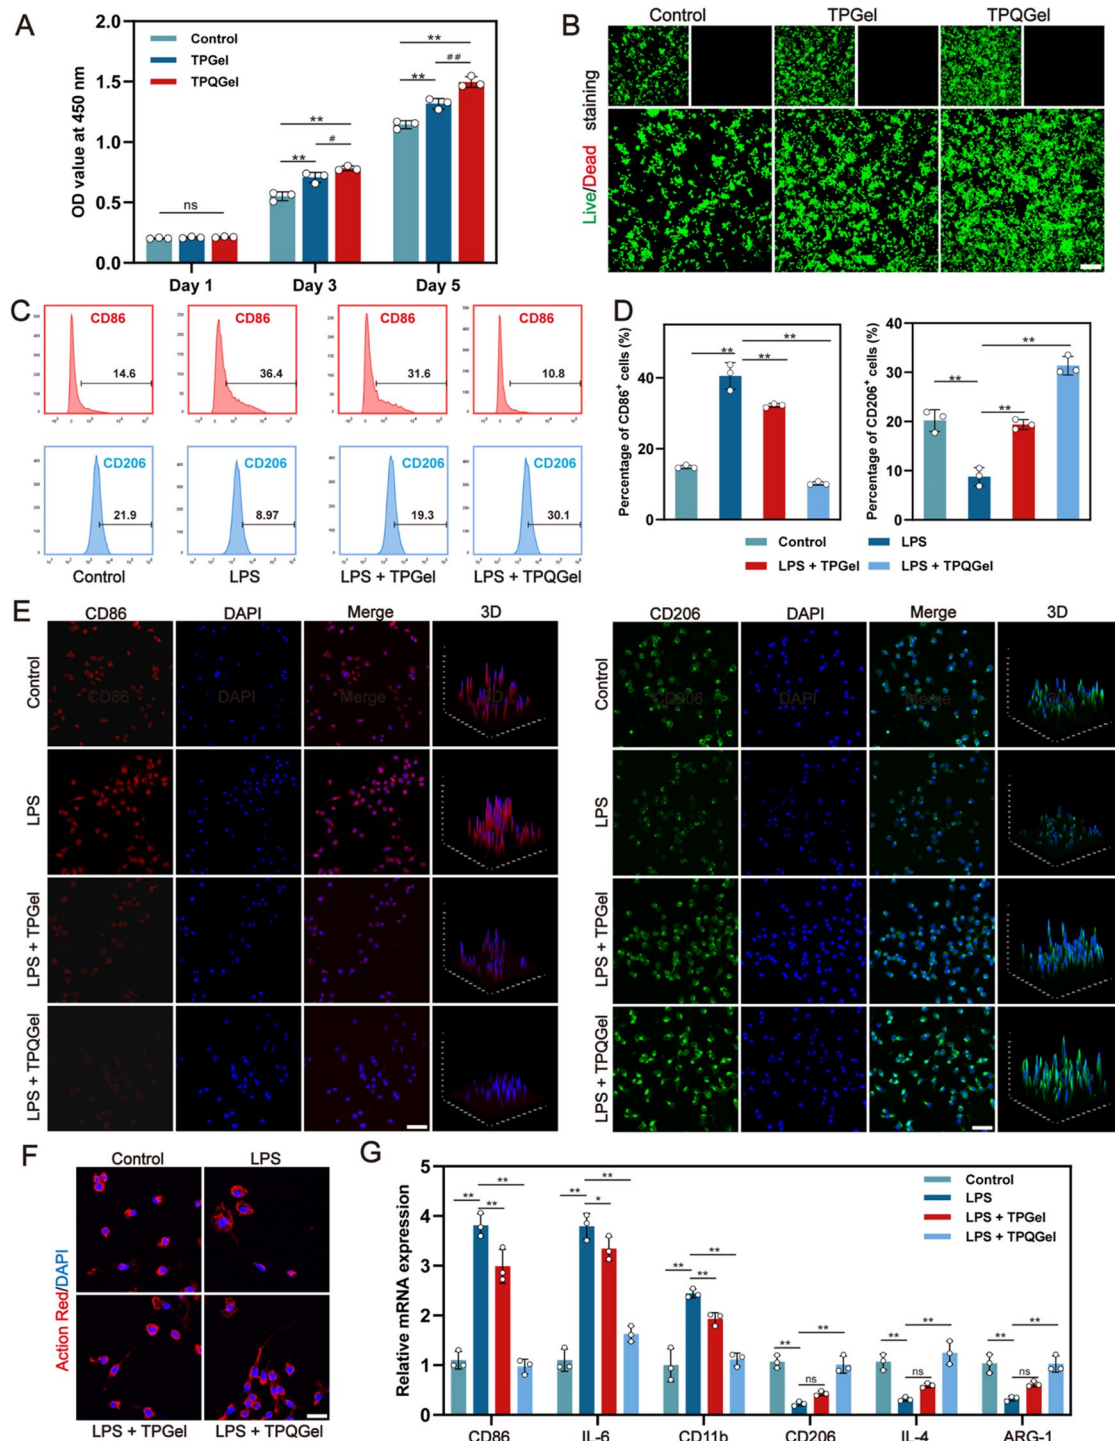 A
OD value at 450 nm
2.0
1.5
1.0
0.5
0.0
Control
TPGel
TPQGel
ns
** ** #
** ** ##
Day 1 Day 3 Day 5
B
Control TPGel TPQGel
Live/Dead staining
C
CD86 CD86 CD86 CD86
14.6 36.4 31.6 10.8
CD206 CD206 CD206 CD206
21.9 8.97 19.3 30.1
Control LPS LPS + TPGel LPS + TPQGel
D
Percentage of CD86+ cells (%)
40
20
0
** ** **
Percentage of CD206+ cells (%)
40
30
20
10
0
** ** **
Control LPS
LPS + TPGel LPS + TPQGel
E
CD86 DAPI Merge 3D
CD206 DAPI Merge 3D
Control
CD86 DAPI Merge
Control
CD206 DAPI Merge
LPS
LPS
LPS + TPGel
LPS + TPGel
LPS + TPQGel
LPS + TPQGel
F
Control LPS
Action Red/DAPI
LPS + TPGel LPS + TPQGel
G
Relative mRNA expression
5
4
3
2
1
0
Control
LPS
LPS + TPGel
LPS + TPQGel
** ** **
** * **
** ** **
** ns **
** ns **
** ns **
CD86 IL-6 CD11b CD206 IL-4 ARG-1